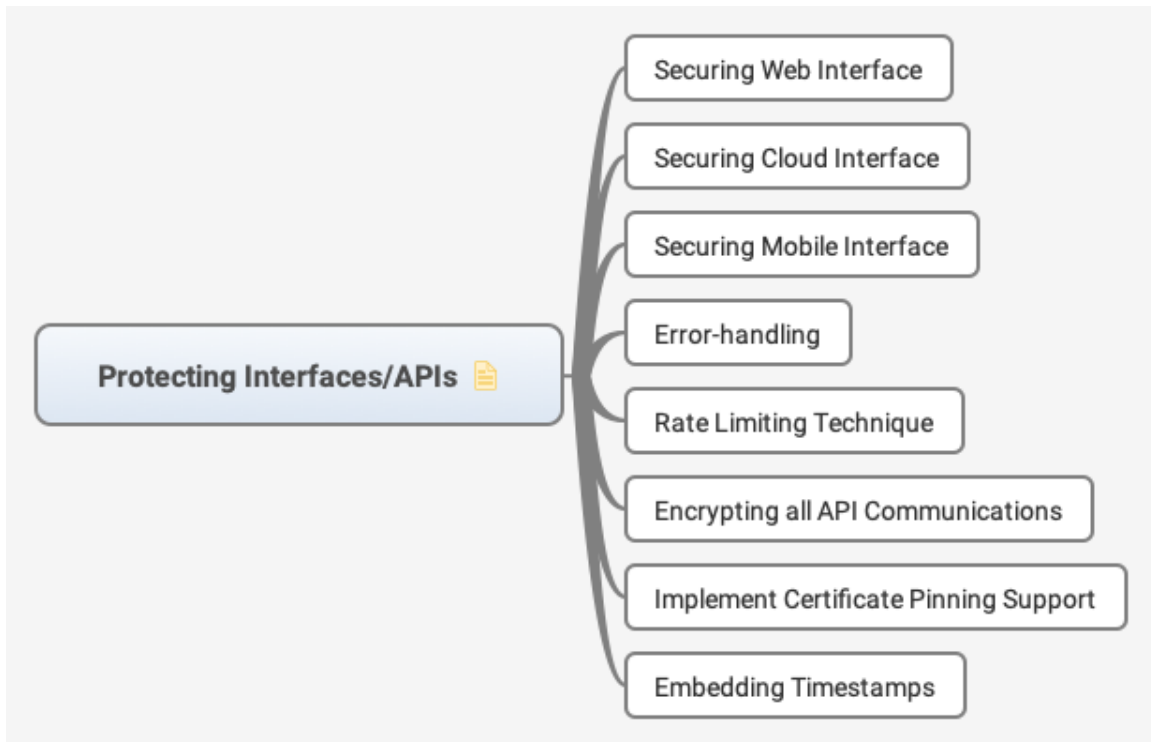 Securing Web Interface
Securing Cloud Interface
Securing Mobile Interface
Error-handling
Protecting Interfaces/APIs
Rate Limiting Technique
Encrypting all API Communications
Implement Certificate Pinning Support
Embedding Timestamps